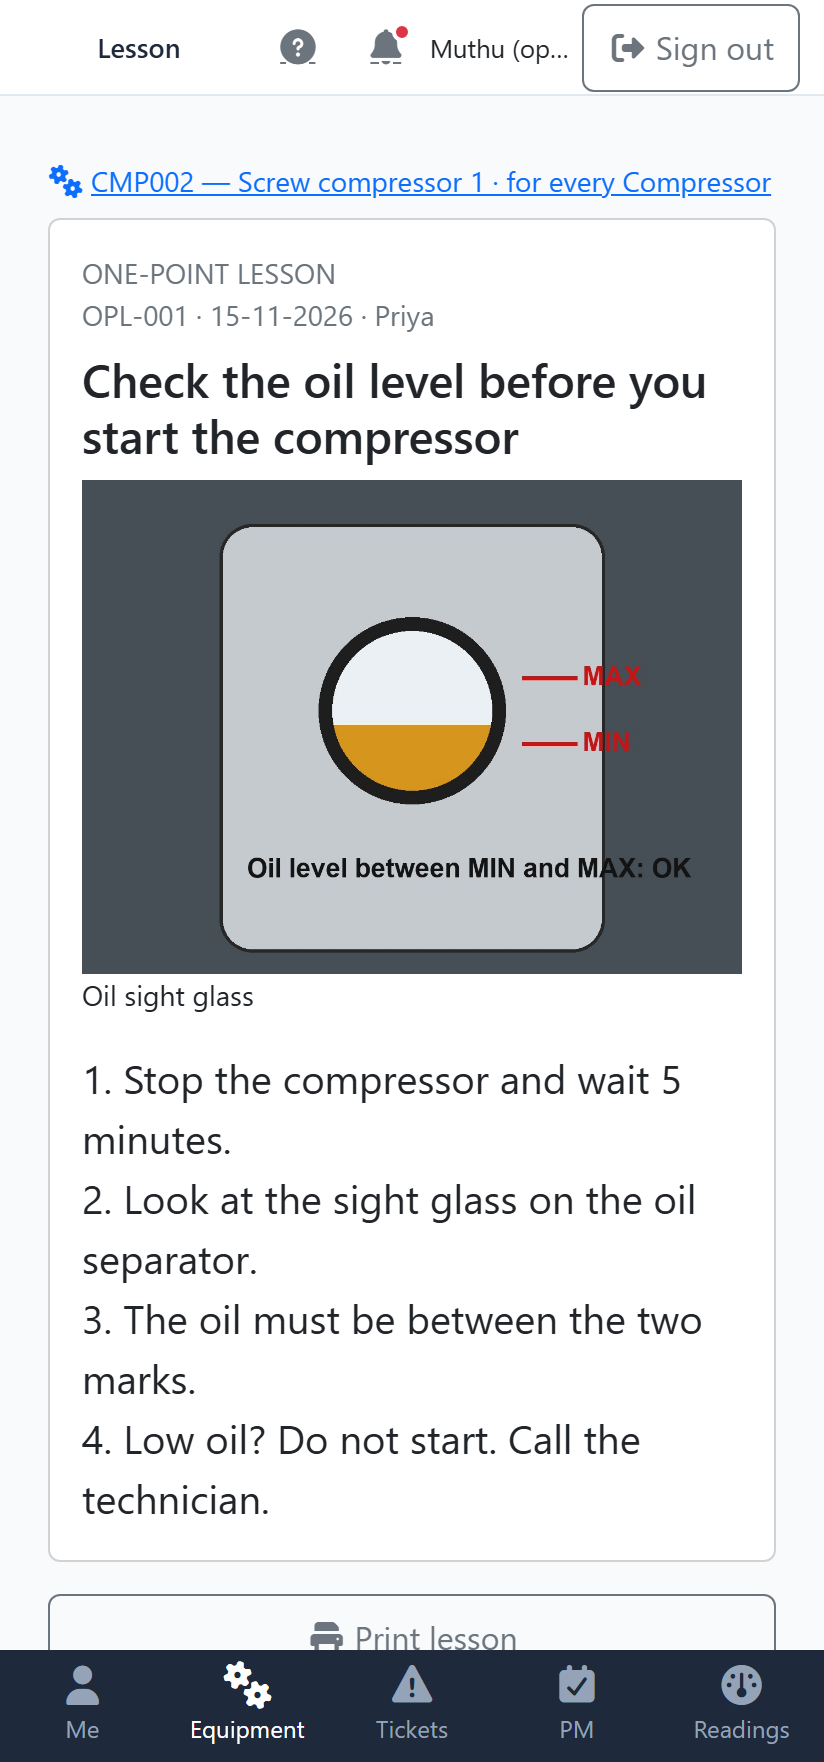 Lesson
Muthu (op...
Sign out
CMP002 — Screw compressor 1 · for every Compressor
ONE-POINT LESSON
OPL-001 · 15-11-2026 · Priya
Check the oil level before you
start the compressor
MAX
MIN
Oil level between MIN and MAX: OK
Oil sight glass
1. Stop the compressor and wait 5
minutes.
2. Look at the sight glass on the oil
separator.
3. The oil must be between the two
marks.
4. Low oil? Do not start. Call the
technician.
Print lesson
Me
Equipment
Tickets
PM
Readings